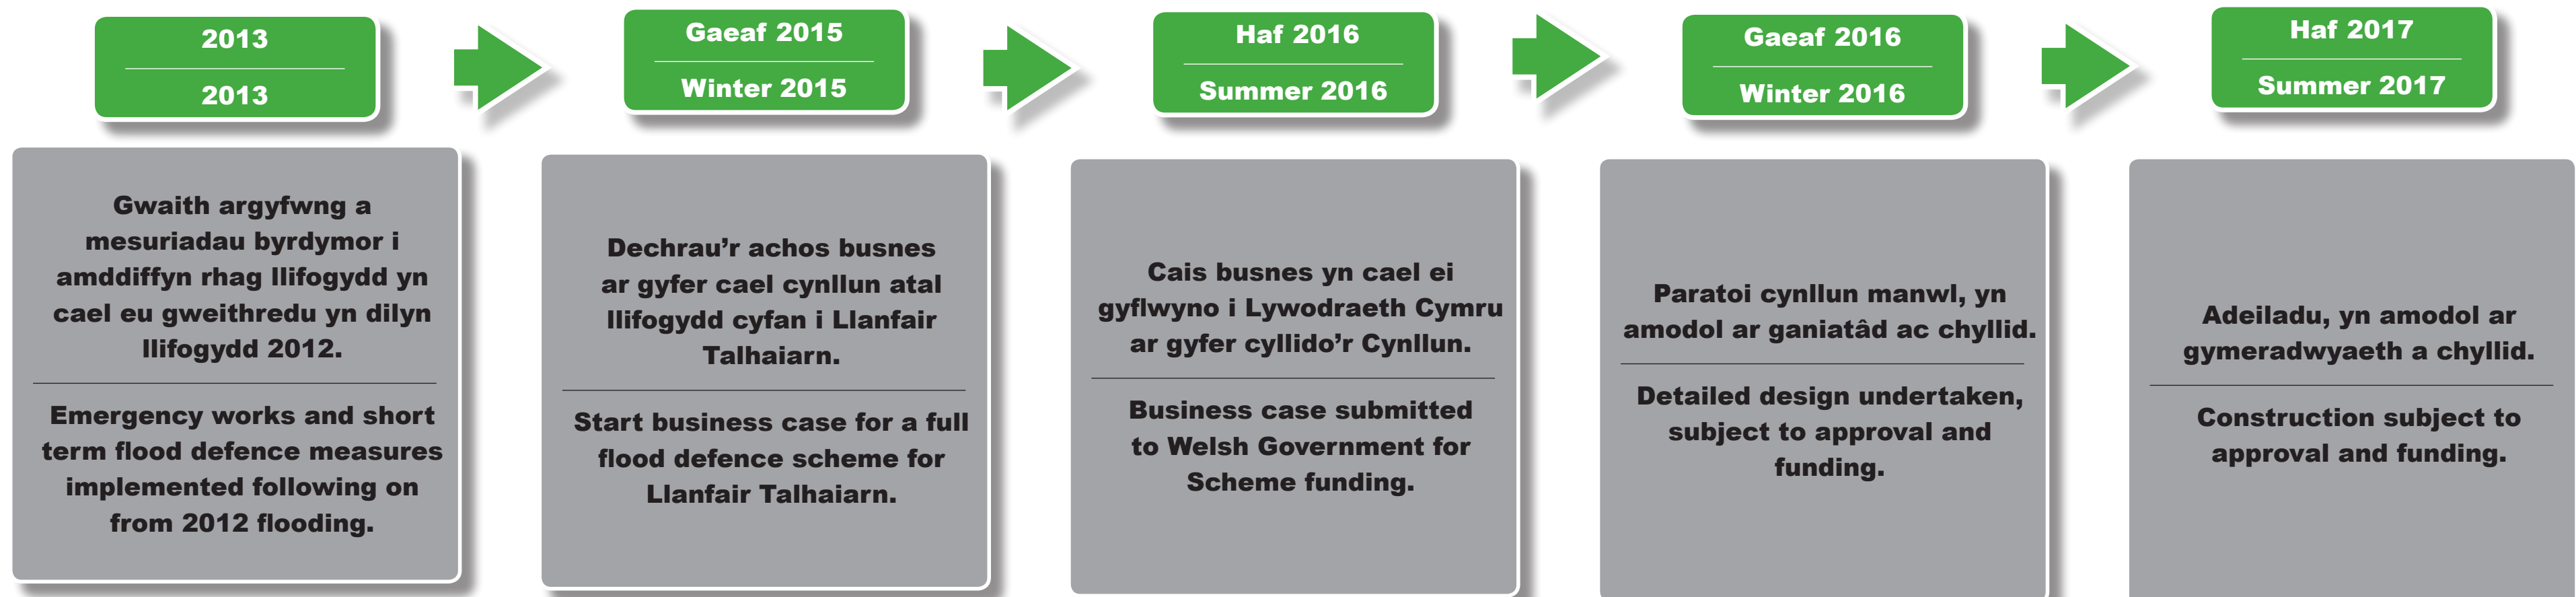 2013
2013
Gaeaf 2015
Winter 2015
Haf 2016
Summer 2016
Gaeaf 2016
Winter 2016
Haf 2017
Summer 2017
Gwaith argyfwng a
mesuriadau byrdymor i
amddiffyn rhag llifogydd yn
cael eu gweithredu yn dilyn
llifogydd 2012.
Emergency works and short
term flood defence measures
implemented following on
from 2012 flooding.
Dechrau’r achos busnes
ar gyfer cael cynllun atal
llifogydd cyfan i Llanfair
Talhaiarn.
Start business case for a full
flood defence scheme for
Llanfair Talhaiarn.
Cais busnes yn cael ei
gyflwyno i Lywodraeth Cymru
ar gyfer cyllido’r Cynllun.
Business case submitted
to Welsh Government for
Scheme funding.
Paratoi cynllun manwl, yn
amodol ar ganiatâd ac chyllid.
Detailed design undertaken,
subject to approval and
funding.
Adeiladu, yn amodol ar
gymeradwyaeth a chyllid.
Construction subject to
approval and funding.